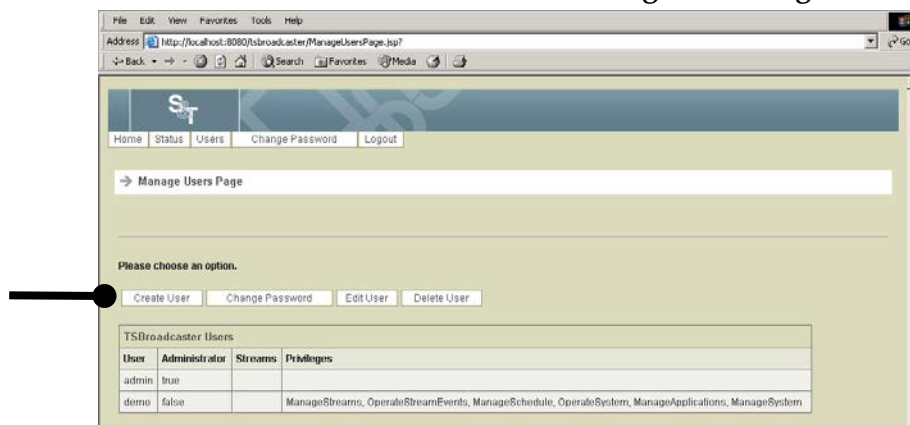 File Edit View Favorites Tools Help
Address http://localhost:8080/tsbroadcaster/ManageUsersPage.jsp? Go
Back Search Favorites Media
ST
Home Status Users Change Password Logout
Manage Users Page
Please choose an option.
Create User Change Password Edit User Delete User
TSBroadcaster Users
User Administrator Streams Privileges
admin true
demo false ManageStreams, OperateStreamEvents, ManageSchedule, OperateSystem, ManageApplications, ManageSystem